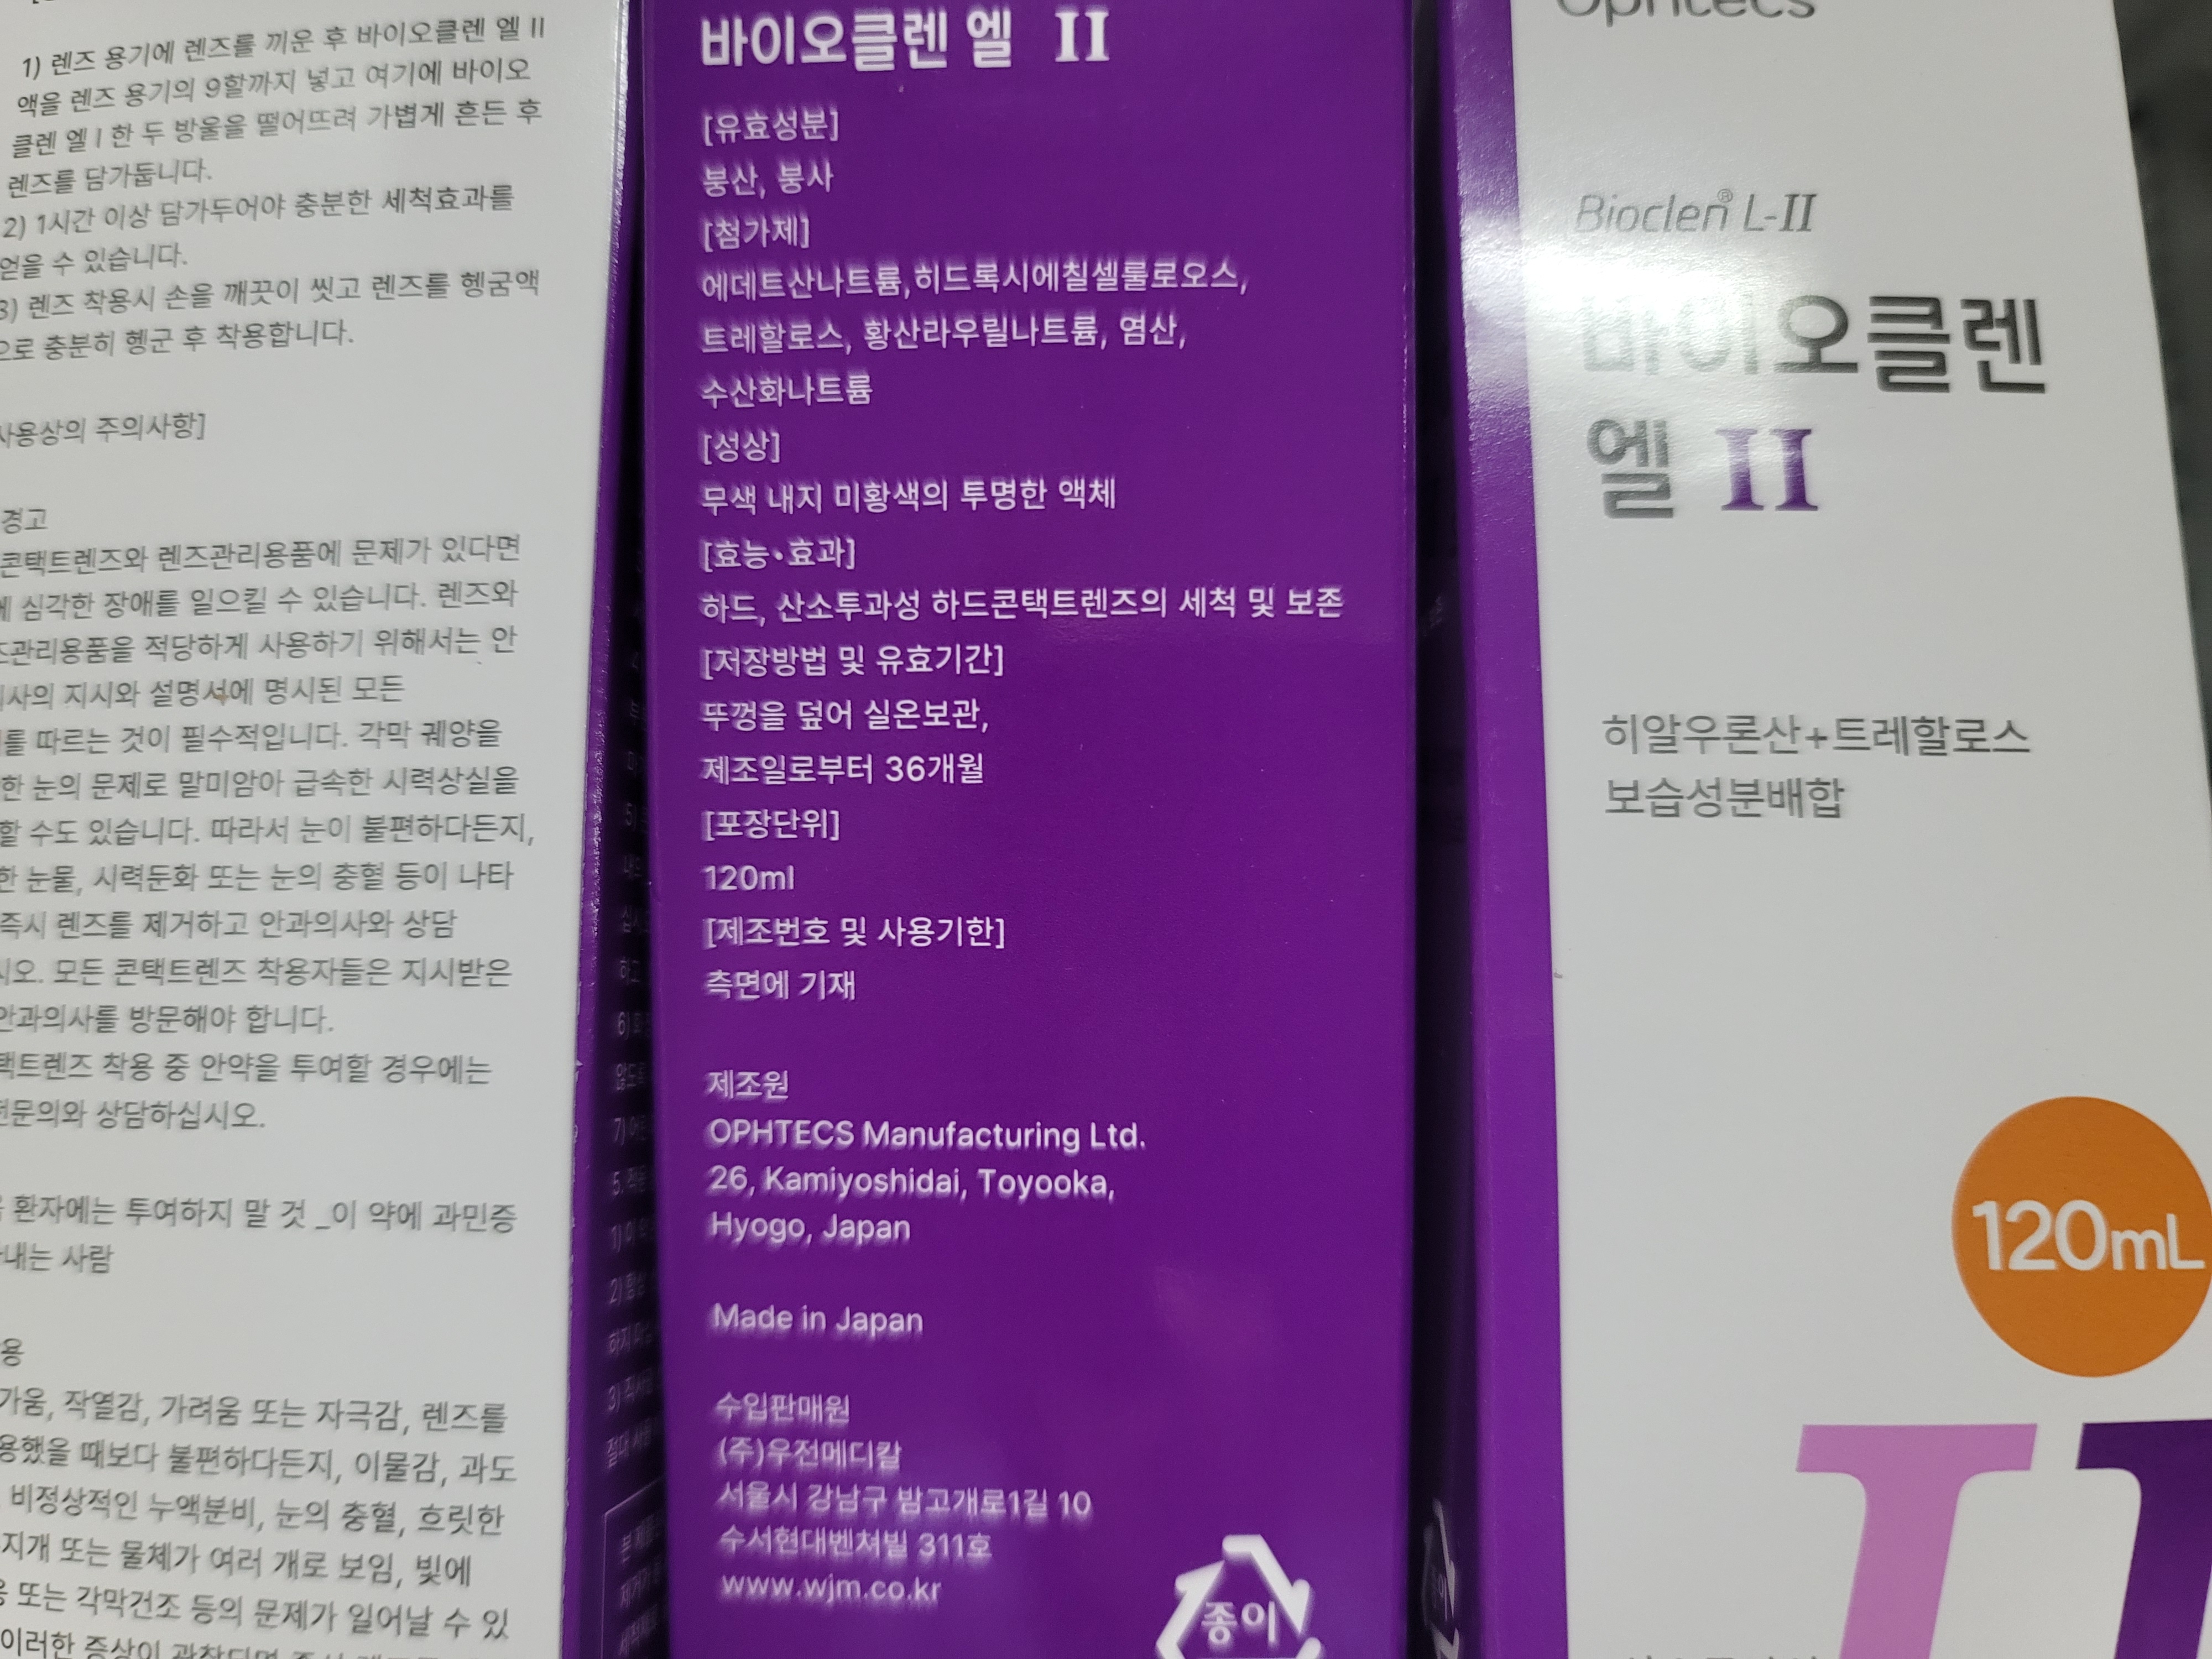 1) 렌즈 용기에 렌즈를 끼운 후 바이오클렌 엘 II
액을 렌즈 용기의 9할까지 넣고 여기에 바이오
클렌 엘 I 한 두 방울을 떨어뜨려 가볍게 흔든 후
렌즈를 담가둡니다.
2) 1시간 이상 담가두어야 충분한 세척효과를
얻을 수 있습니다.
3) 렌즈 착용시 손을 깨끗이 씻고 렌즈를 헹굼액
으로 충분히 헹군 후 착용합니다.
사용상의 주의사항]
경고
콘택트렌즈와 렌즈관리용품에 문제가 있다면
심각한 장애를 일으킬 수 있습니다. 렌즈와
관리용품을 적당하게 사용하기 위해서는 안
의 지시와 설명서에 명시된 모든
를 따르는 것이 필수적입니다. 각막 궤양을
한 눈의 문제로 말미암아 급속한 시력상실을
할 수도 있습니다. 따라서 눈이 불편하다든지,
한 눈물, 시력둔화 또는 눈의 충혈 등이 나타
즉시 렌즈를 제거하고 안과의사와 상담
시오. 모든 콘택트렌즈 착용자들은 지시받은
안과의사를 방문해야 합니다.
택트렌즈 착용 중 안약을 투여할 경우에는
전문의와 상담하십시오.
환자에는 투여하지 말 것 _이 약에 과민증
내는 사람
용
가움, 작열감, 가려움 또는 자극감, 렌즈를
용했을 때보다 불편하다든지, 이물감, 과도
비정상적인 누액분비, 눈의 충혈, 흐릿한
지개 또는 물체가 여러 개로 보임, 빛에
또는 각막건조 등의 문제가 일어날 수 있
이러한 증상이
바이오클렌 엘 II
[유효성분]
붕산, 붕사
[첨가제]
에데트산나트륨,히드록시에칠셀룰로오스,
트레할로스, 황산라우릴나트륨, 염산,
수산화나트륨
[성상]
무색 내지 미황색의 투명한 액체
[효능•효과]
하드, 산소투과성 하드콘택트렌즈의 세척 및 보존
[저장방법 및 유효기간]
뚜껑을 덮어 실온보관,
제조일로부터 36개월
[포장단위]
120ml
[제조번호 및 사용기한]
측면에 기재
제조원
OPHTECS Manufacturing Ltd.
26, Kamiyoshidai, Toyooka,
Hyogo, Japan
Made in Japan
수입판매원
(주)우전메디칼
서울시 강남구 밤고개로1길 10
수서현대벤쳐빌 311호
www.wjm.co.kr
종이
Ophtecs
Bioclen® L-II
바이오클렌
엘 II
히알우론산+트레할로스
보습성분배합
120mL
II